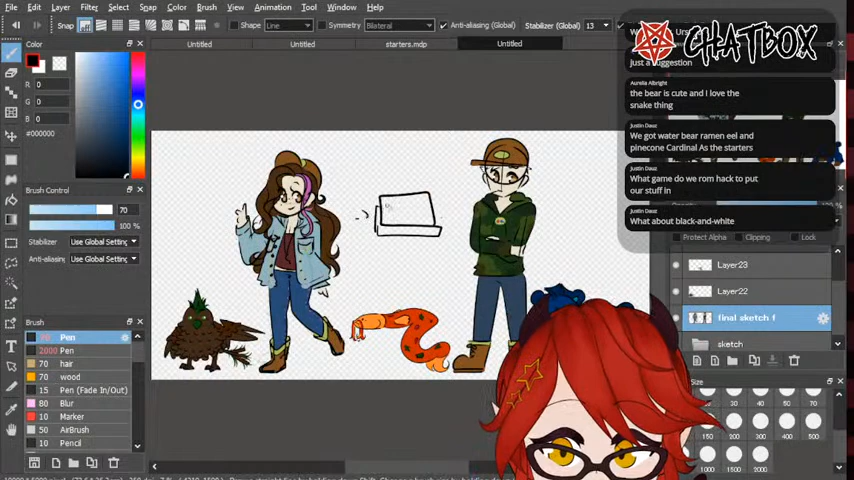 File Edit Layer Filter Select Snap Color Brush View Animation Tool Window Help
Snap Shape Line Symmetry Bilateral Anti-aliasing (Global) Stabilizer (Global) 13
Untitled Untitled starters.mdp Untitled
Color
R 0
G 0
B 0
#000000
Brush Control
70
100 %
Stabilizer Use Global Setting
Anti-aliasing Use Global Setting
Brush
70 Pen
2000 Pen
70 hair
70 wood
15 Pen (Fade In/Out)
80 Blur
10 Marker
50 AirBrush
10 Pencil
CHATBOX
just a suggestion
Aurelia Albright
the bear is cute and I love the
snake thing
Justin Dauz
We got water bear ramen eel and
pinecone Cardinal As the starters
Justin Dauz
What game do we rom hack to put
our stuff in
Justin Dauz
What about black-and-white
100 %
Protect Alpha Clipping Lock
Layer23
Layer22
final sketch f
sketch
Size
30 40 50 70
150 200 300 400 500
1000 1500 2000